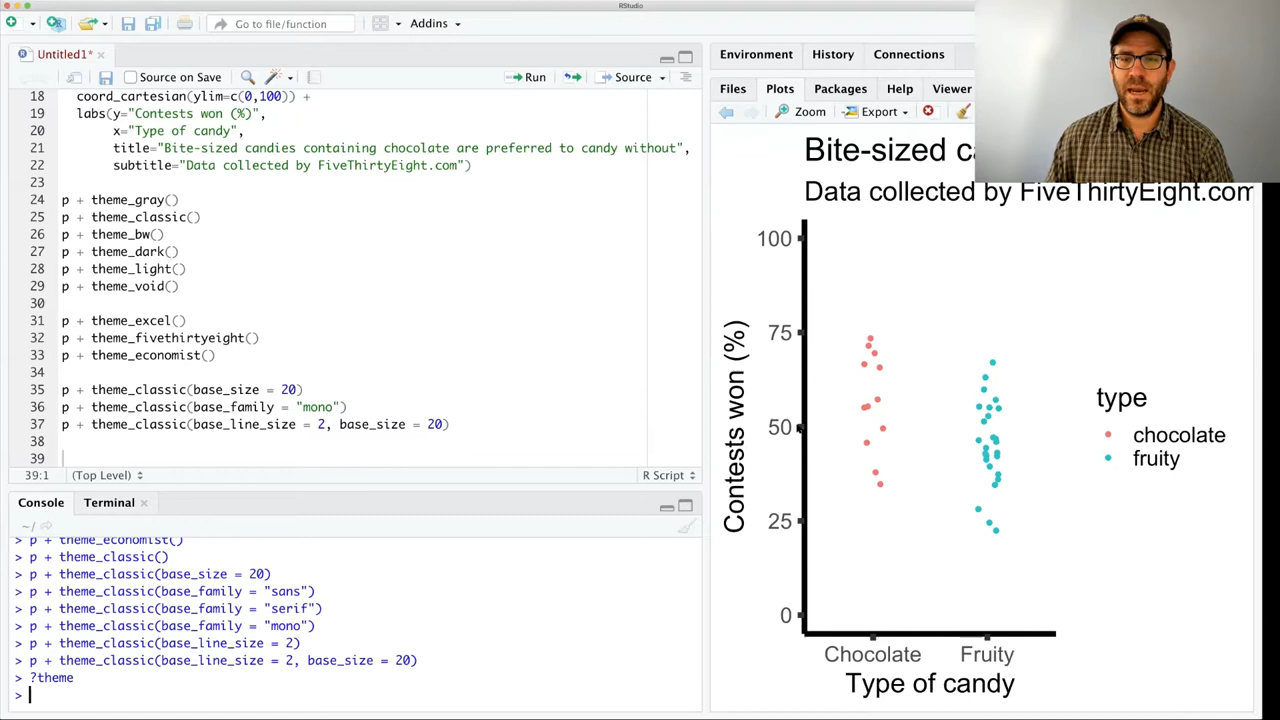 RStudio
Go to file/function
Addins
Untitled1*
Source on Save
Run
Source
18 coord_cartesian(ylim=c(0,100)) +
19 labs(y="Contests won (%)",
20 x="Type of candy",
21 title="Bite-sized candies containing chocolate are preferred to candy without",
22 subtitle="Data collected by FiveThirtyEight.com")
23
24 p + theme_gray()
25 p + theme_classic()
26 p + theme_bw()
27 p + theme_dark()
28 p + theme_light()
29 p + theme_void()
30
31 p + theme_excel()
32 p + theme_fivethirtyeight()
33 p + theme_economist()
34
35 p + theme_classic(base_size = 20)
36 p + theme_classic(base_family = "mono")
37 p + theme_classic(base_line_size = 2, base_size = 20)
38
39
39:1 (Top Level) R Script
Console Terminal
~/
> p + theme_economist()
> p + theme_classic()
> p + theme_classic(base_size = 20)
> p + theme_classic(base_family = "sans")
> p + theme_classic(base_family = "serif")
> p + theme_classic(base_family = "mono")
> p + theme_classic(base_line_size = 2)
> p + theme_classic(base_line_size = 2, base_size = 20)
> ?theme
>
Environment History Connections
Files Plots Packages Help Viewer
Zoom Export
Bite-sized
Data collected by FiveThirtyEight.com
100
75
50
25
0
Contests won (%)
Chocolate Fruity
Type of candy
type
chocolate
fruity